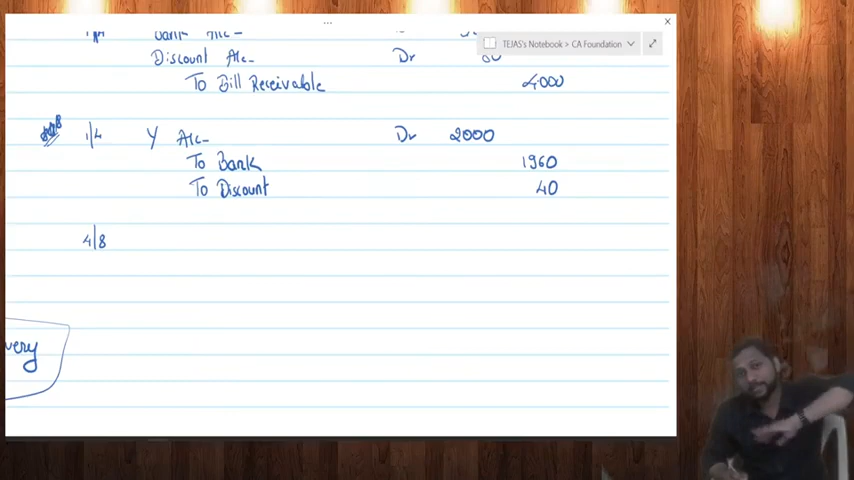 TEJAS's Notebook > CA Foundation
Discount A/c Dr
To Bill Receivable 4000
1/4 Y A/c Dr 2000
To Bank 1960
To Discount 40
4/8
very